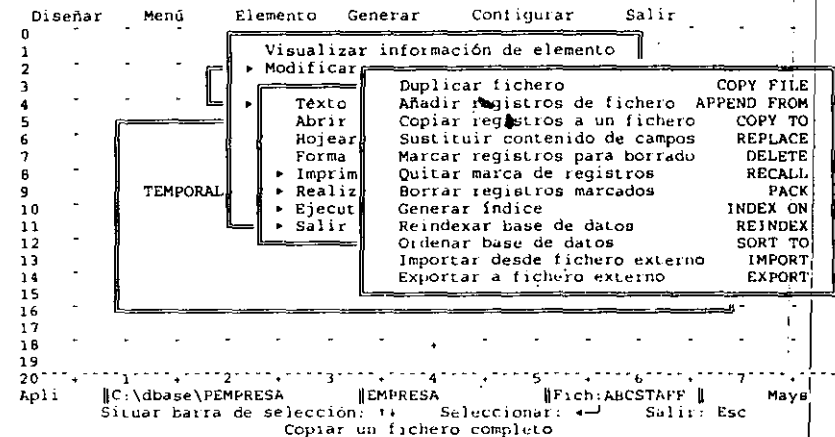 Diseñar Menú Elemento Generar Configurar Salir
0
1 Visualizar información de elemento
2 ► Modificar
3 Duplicar fichero COPY FILE
4 ► Texto Añadir registros de fichero APPEND FROM
5 Abrir Copiar registros a un fichero COPY TO
6 Hojear Sustituir contenido de campos REPLACE
7 Forma Marcar registros para borrado DELETE
8 ► Imprim Quitar marca de registros RECALL
9 TEMPORAL ► Realiz Borrar registros marcados PACK
10 ► Ejecut Generar índice INDEX ON
11 ► Salir Reindexar base de datos REINDEX
12 Ordenar base de datos SORT TO
13 Importar desde fichero externo IMPORT
14 Exportar a fichero externo EXPORT
15
16
17
18
19
20 1 2 3 4 5 6 7
Apli C:\dbase\PEMPRESA EMPRESA Fich:ABCSTAFF Mays
Situar barra de selección: ↑↓ Seleccionar: ◄─┘ Salir: Esc
Copiar un fichero completo